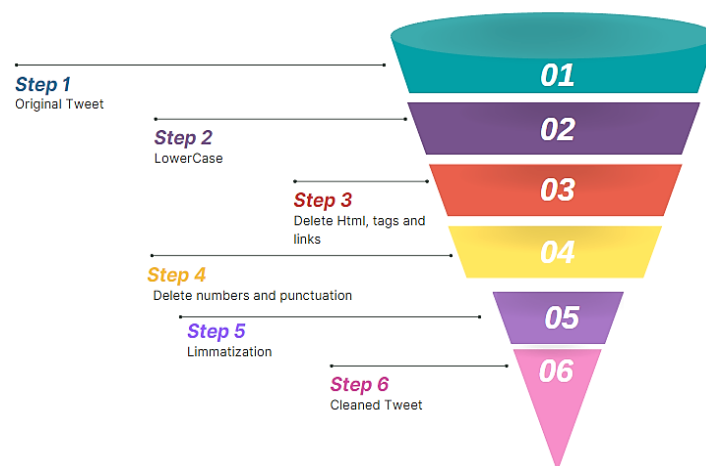 01
Step 1
Original Tweet
02
Step 2
LowerCase
03
Step 3
Delete Html, tags and
links
04
Step 4
Delete numbers and punctuation
05
Step 5
Limmatization
06
Step 6
Cleaned Tweet